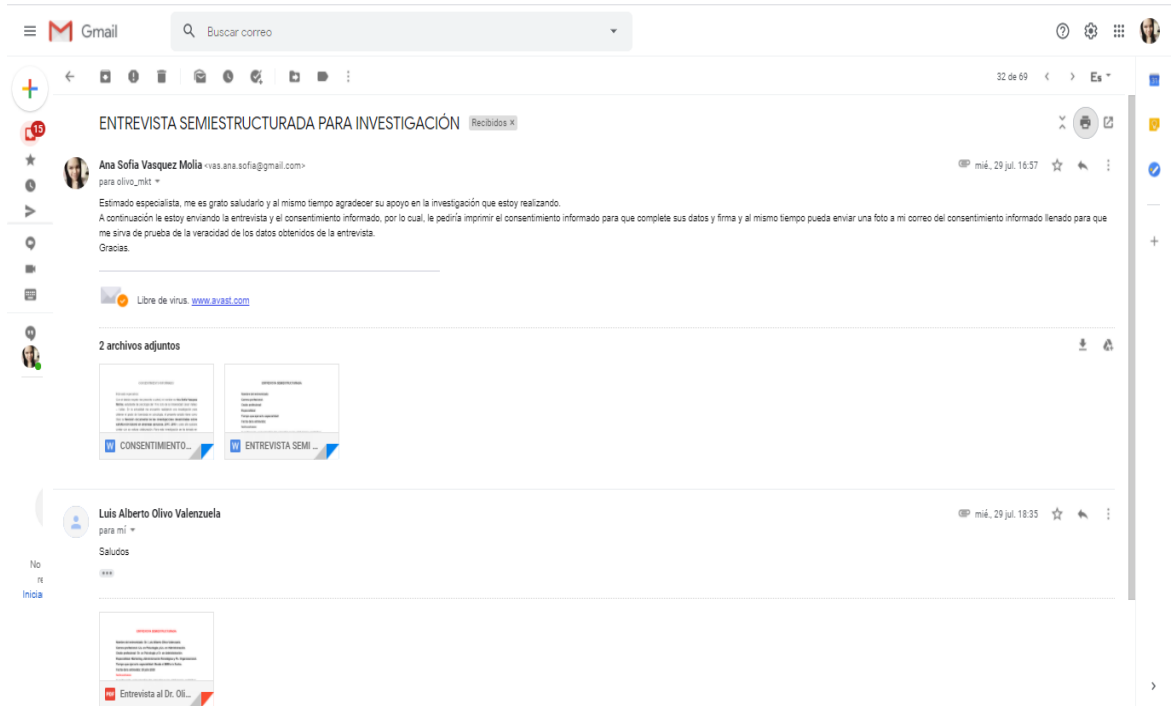 Gmail
Buscar correo
32 de 69
Es
15
ENTREVISTA SEMIESTRUCTURADA PARA INVESTIGACIÓN Recibidos ×
Ana Sofia Vasquez Molia <vas.ana.sofia@gmail.com>
mié., 29 jul. 16:57
para olivo_mkt
Estimado especialista, me es grato saludarlo y al mismo tiempo agradecer su apoyo en la investigación que estoy realizando.
A continuación le estoy enviando la entrevista y el consentimiento informado, por lo cual, le pediría imprimir el consentimiento informado para que complete sus datos y firma y al mismo tiempo pueda enviar una foto a mi correo del consentimiento informado llenado para que
me sirva de prueba de la veracidad de los datos obtenidos de la entrevista.
Gracias.
Libre de virus. www.avast.com
2 archivos adjuntos
W CONSENTIMIENTO...
W ENTREVISTA SEMI ...
Luis Alberto Olivo Valenzuela
mié., 29 jul. 18:35
para mí
Saludos
No
re
Inicia
ENTREVISTA SEMIESTRUCTURADA
PDF Entrevista al Dr. Oli...